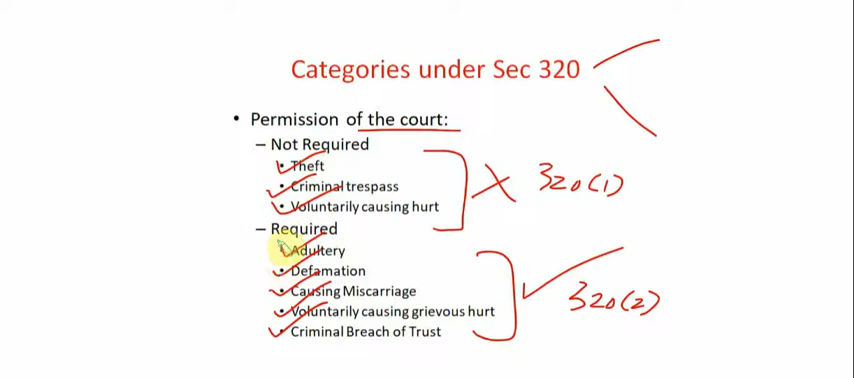 Categories under Sec 320
• Permission of the court:
– Not Required
• Theft
• Criminal trespass
• Voluntarily causing hurt
320(1)
– Required
• Adultery
• Defamation
• Causing Miscarriage
• Voluntarily causing grievous hurt
• Criminal Breach of Trust
320(2)